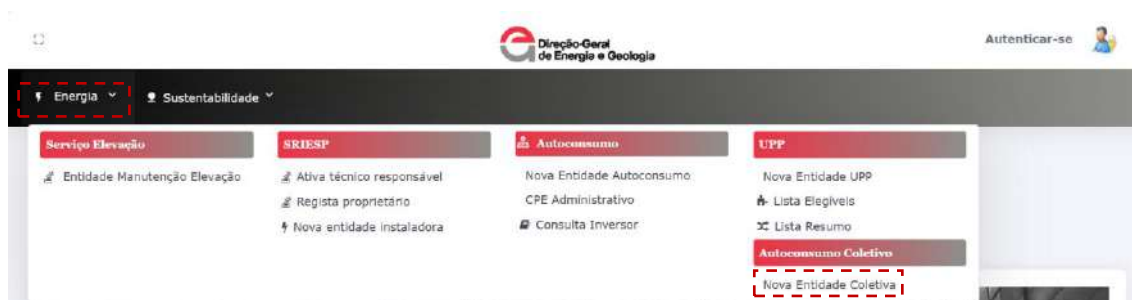 Direção-Geral
de Energia e Geologia
Autenticar-se
Energia
Sustentabilidade
Serviço Elevação
Entidade Manutenção Elevação
SRIESP
Ativa técnico responsável
Regista proprietário
Nova entidade instaladora
Autoconsumo
Nova Entidade Autoconsumo
CPE Administrativo
Consulta Inversor
UPP
Nova Entidade UPP
Lista Elegíveis
Lista Resumo
Autoconsumo Coletivo
Nova Entidade Coletiva